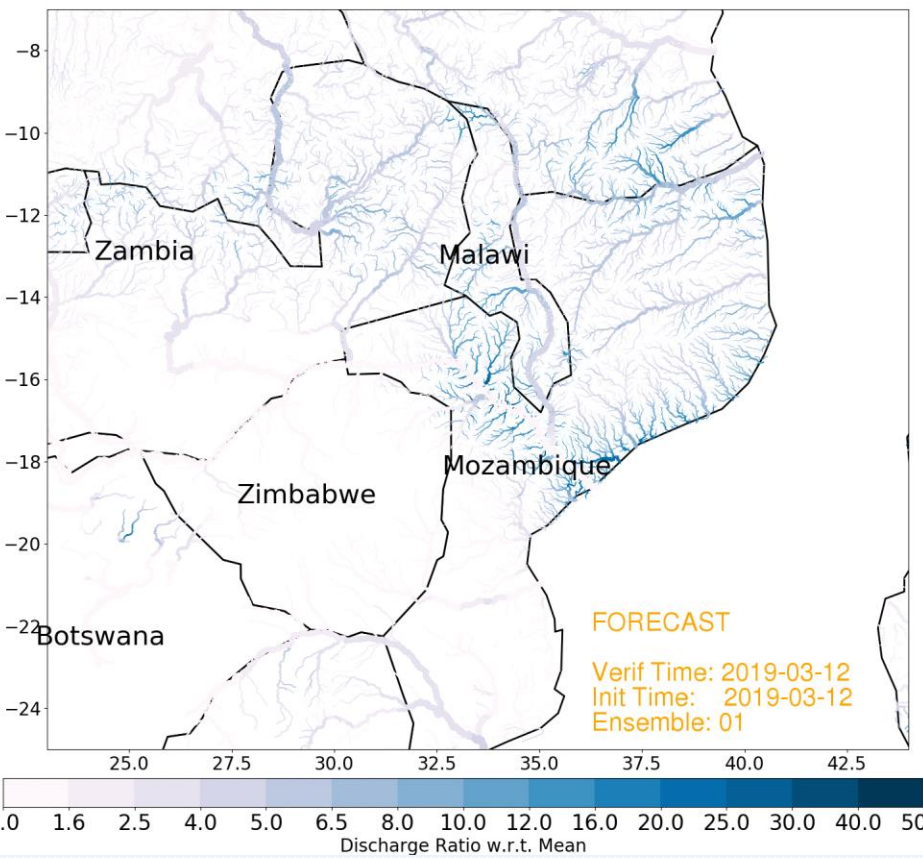 −8
−10
−12
Zambia
Malawi
−14
−16
−18
Mozambique
Zimbabwe
−20
−22
Botswana
FORECAST
Verif Time: 2019-03-12
Init Time: 2019-03-12
Ensemble: 01
−24
25.0 27.5 30.0 32.5 35.0 37.5 40.0 42.5
.0 1.6 2.5 4.0 5.0 6.5 8.0 10.0 12.0 16.0 20.0 25.0 30.0 40.0 50
Discharge Ratio w.r.t. Mean